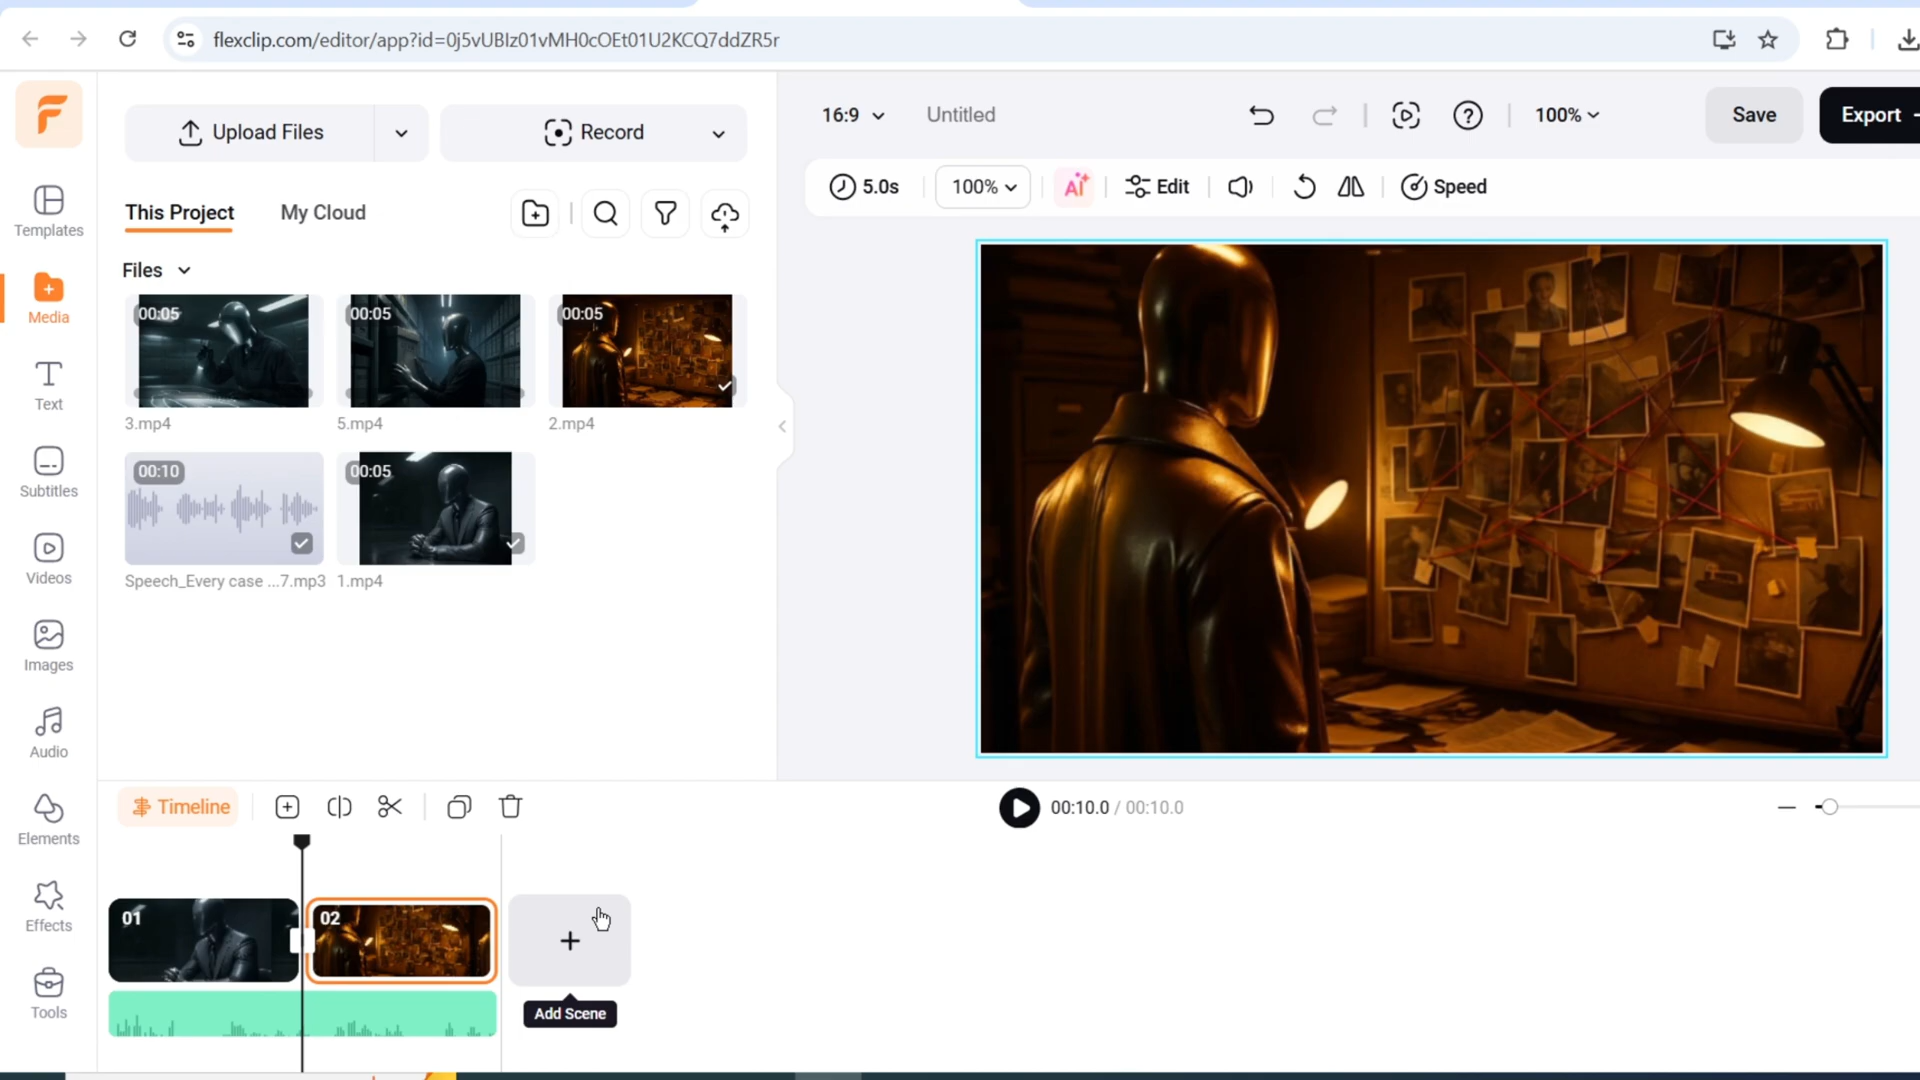 flexclip.com/editor/app?id=0j5vUBIz01vMH0cOEt01U2KCQ7ddZR5r
Upload Files
Record
16:9
Untitled
100%
Save
Export
5.0s
100%
AI
Edit
Speed
Templates
Media
Text
Subtitles
Videos
Images
Audio
Elements
Effects
Tools
This Project
My Cloud
Files
00:05
00:05
00:05
3.mp4
5.mp4
2.mp4
00:10
00:05
Speech_Every case ...7.mp3
1.mp4
Timeline
00:10.0 / 00:10.0
01
02
Add Scene